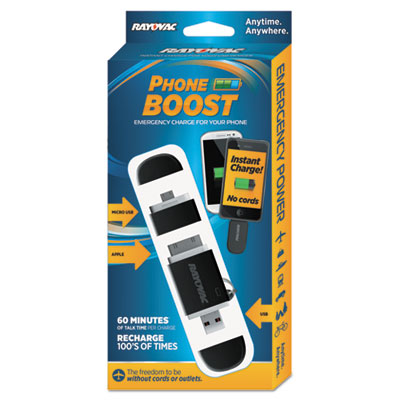 RAYOVAC
Anytime.
Anywhere.
PHONE
BOOST
EMERGENCY CHARGE FOR YOUR PHONE
Instant
Charge!
No cords
MICRO USB
APPLE
RAYOVAC
USB
60 MINUTES
OF TALK TIME PER CHARGE
RECHARGE
100'S OF TIMES
The freedom to be
without cords or outlets.
EMERGENCY POWER
Anytime.
Anywhere.